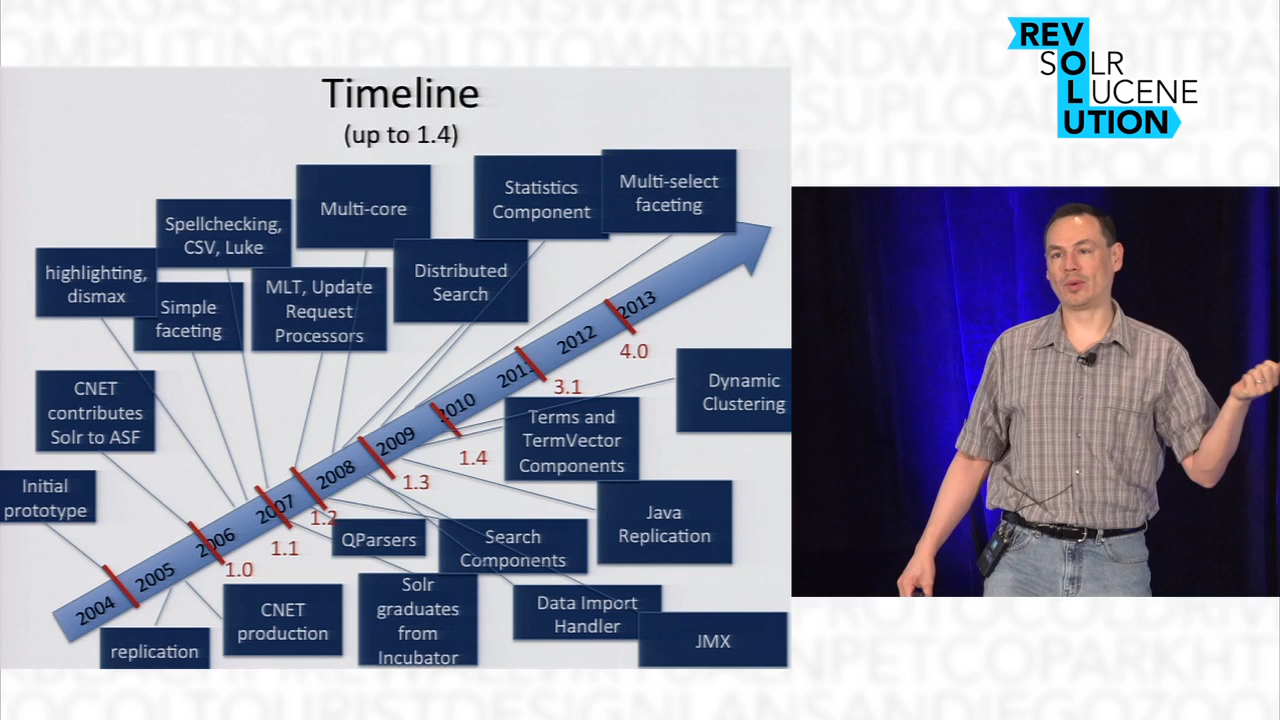 REV
SOLR
LUCENE
UTION
Timeline
(up to 1.4)
Multi-core
Statistics
Component
Multi-select
faceting
Spellchecking,
CSV, Luke
highlighting,
dismax
Simple
faceting
MLT, Update
Request
Processors
Distributed
Search
2004
2005
2006
2007
2008
2009
2010
2011
2012
2013
1.0
1.1
1.2
1.3
1.4
3.1
4.0
CNET
contributes
Solr to ASF
Initial
prototype
Dynamic
Clustering
Terms and
TermVector
Components
Java
Replication
QParsers
Search
Components
Solr
graduates
from
Incubator
CNET
production
Data Import
Handler
JMX
replication